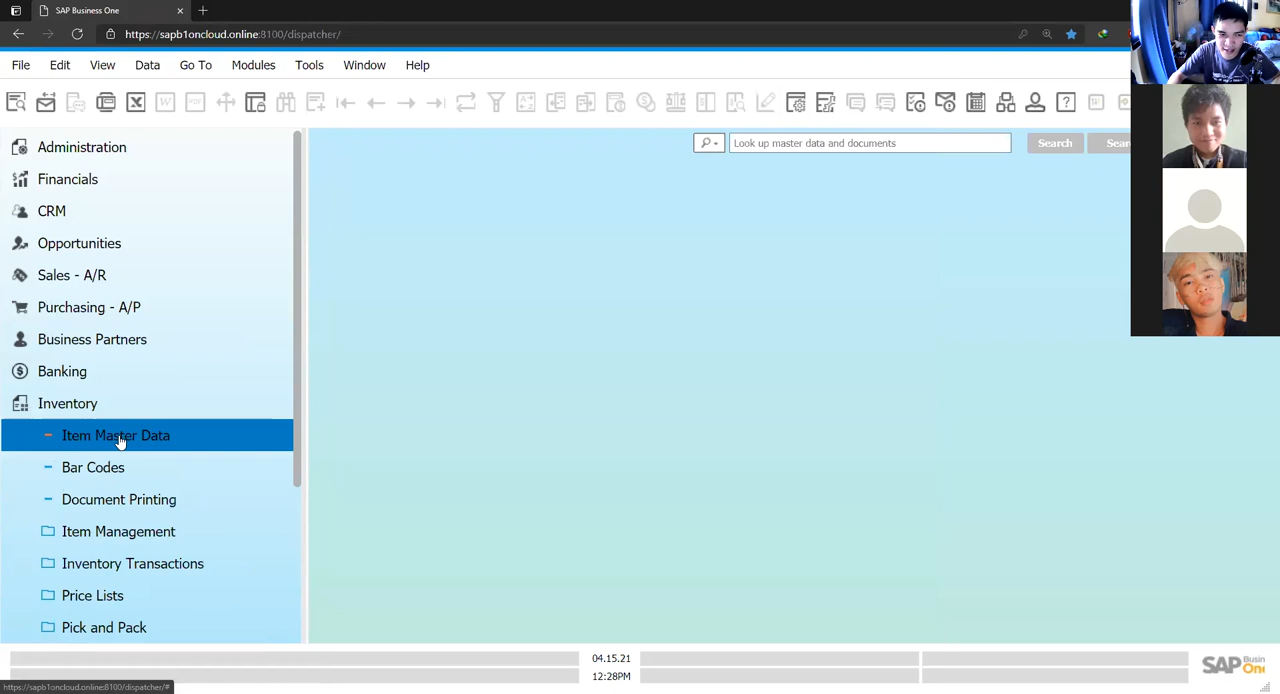 SAP Business One
https://sapb1oncloud.online:8100/dispatcher/
File Edit View Data Go To Modules Tools Window Help
Administration
Look up master data and documents
Search
Financials
CRM
Opportunities
Sales - A/R
Purchasing - A/P
Business Partners
Banking
Inventory
Item Master Data
Bar Codes
Document Printing
Item Management
Inventory Transactions
Price Lists
Pick and Pack
04.15.21
12:28PM
SAP
https://sapb1oncloud.online:8100/dispatcher/#